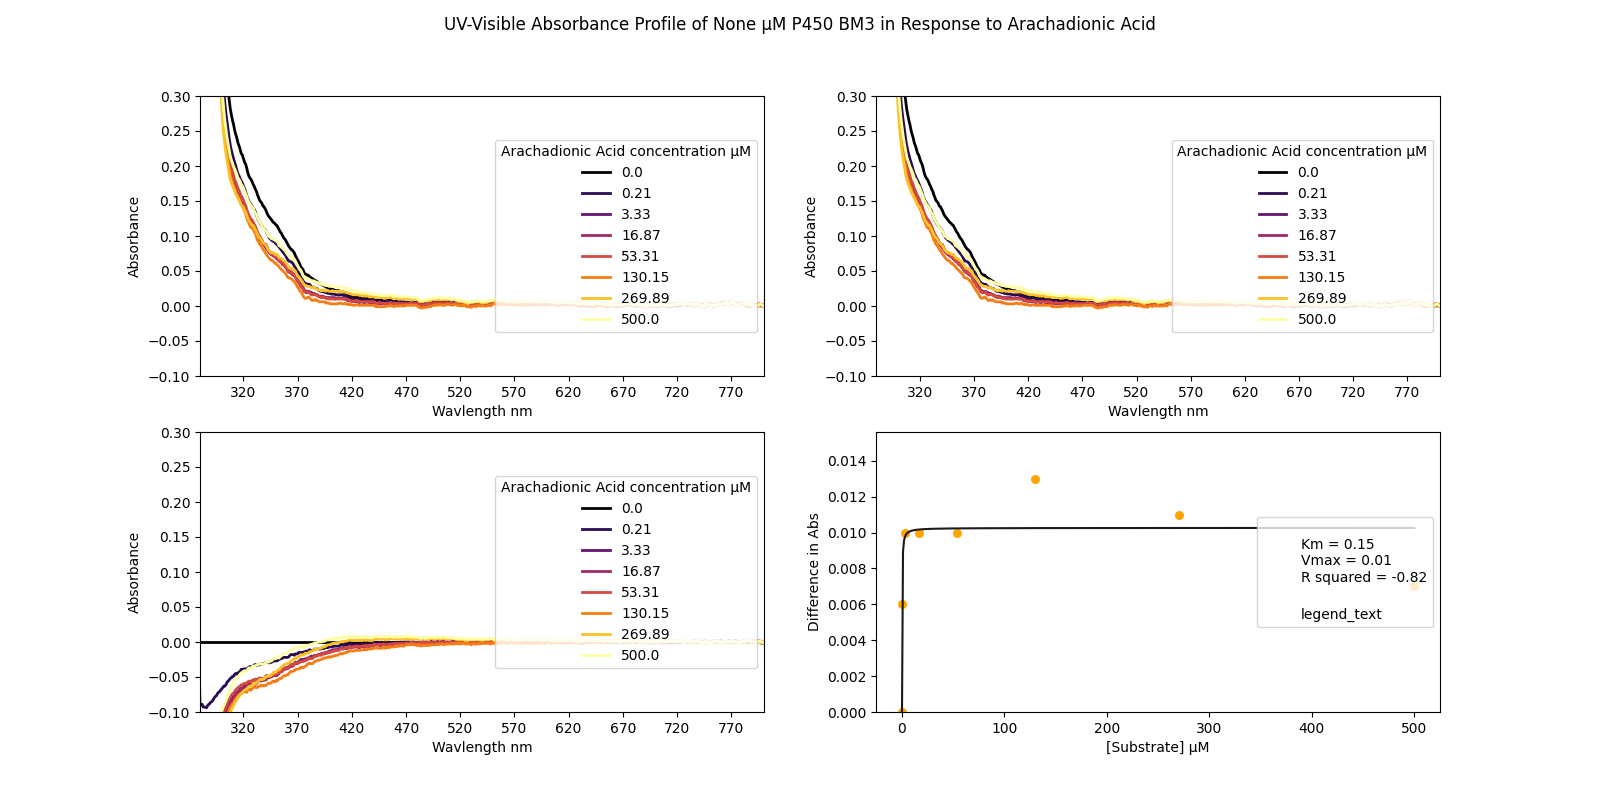 UV-Visible Absorbance Profile of None μM P450 BM3 in Response to Arachadionic Acid
0.30
0.25
0.20
0.15
0.10
0.05
0.00
−0.05
−0.10
Absorbance
320 370 420 470 520 570 620 670 720 770
Wavlength nm
Arachadionic Acid concentration μM
0.0
0.21
3.33
16.87
53.31
130.15
269.89
500.0
0.30
0.25
0.20
0.15
0.10
0.05
0.00
−0.05
−0.10
Absorbance
320 370 420 470 520 570 620 670 720 770
Wavlength nm
Arachadionic Acid concentration μM
0.0
0.21
3.33
16.87
53.31
130.15
269.89
500.0
0.30
0.25
0.20
0.15
0.10
0.05
0.00
−0.05
−0.10
Absorbance
320 370 420 470 520 570 620 670 720 770
Wavlength nm
Arachadionic Acid concentration μM
0.0
0.21
3.33
16.87
53.31
130.15
269.89
500.0
0.014
0.012
0.010
0.008
0.006
0.004
0.002
0.000
Difference in Abs
0 100 200 300 400 500
[Substrate] μM
Km = 0.15
Vmax = 0.01
R squared = -0.82
legend_text